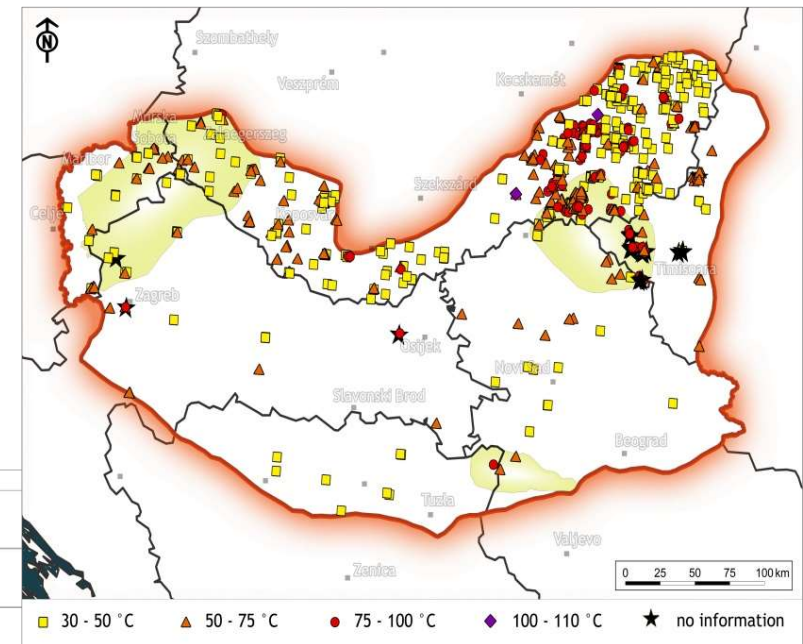 N
Szombathely
Veszprém
Kecskemét
Murska
Sobota
Zalaegerszeg
Maribor
Szekszárd
Celje
Kaposvár
Timisoara
Zagreb
Osijek
Novi Sad
Slavonski Brod
Beograd
Tuzla
Valjevo
Zenica
0 25 50 75 100 km
30 - 50 °C 50 - 75 °C 75 - 100 °C 100 - 110 °C no information